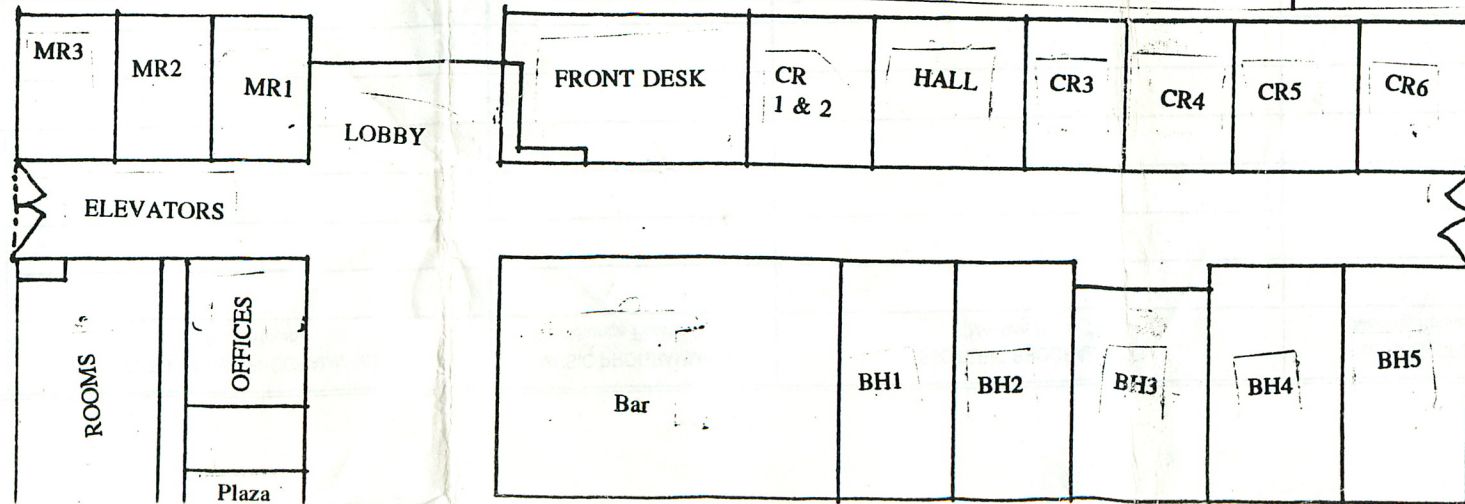 MR3
MR2
MR1
LOBBY
FRONT DESK
CR
1 & 2
HALL
CR3
CR4
CR5
CR6
ELEVATORS
ROOMS
OFFICES
Plaza
Bar
BH1
BH2
BH3
BH4
BH5